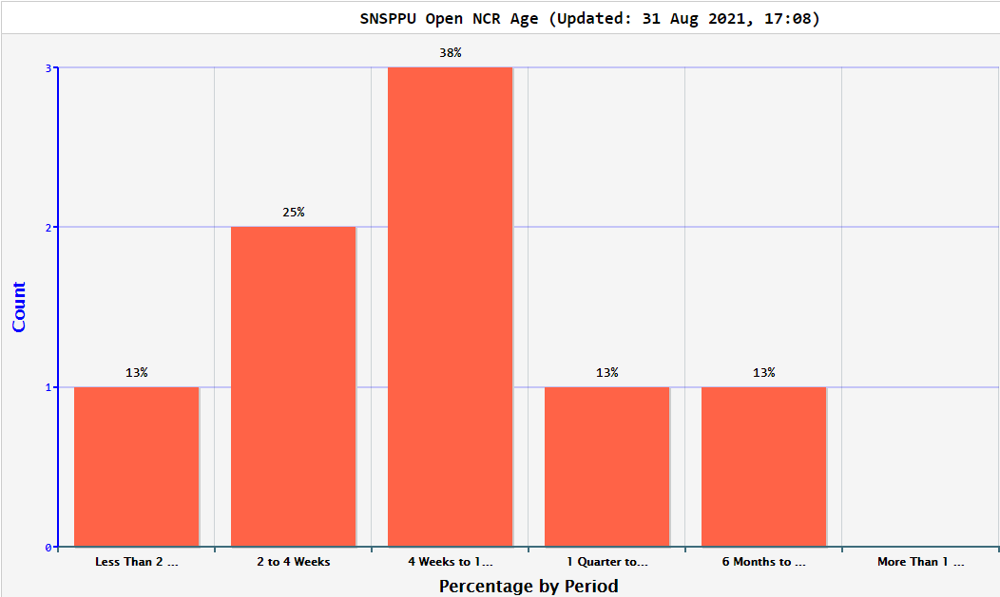 SNSPPU Open NCR Age (Updated: 31 Aug 2021, 17:08)
38%
3
25%
2
Count
13%
13%
13%
1
0
Less Than 2 ...
2 to 4 Weeks
4 Weeks to 1...
1 Quarter to...
6 Months to ...
More Than 1 ...
Percentage by Period